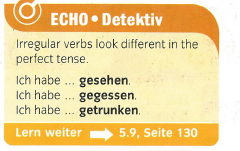 ECHO • Detektiv
Irregular verbs look different in the
perfect tense.
Ich habe ... gesehen.
Ich habe ... gegessen.
Ich habe ... getrunken.
Lern weiter ➡ 5.9, Seite 130